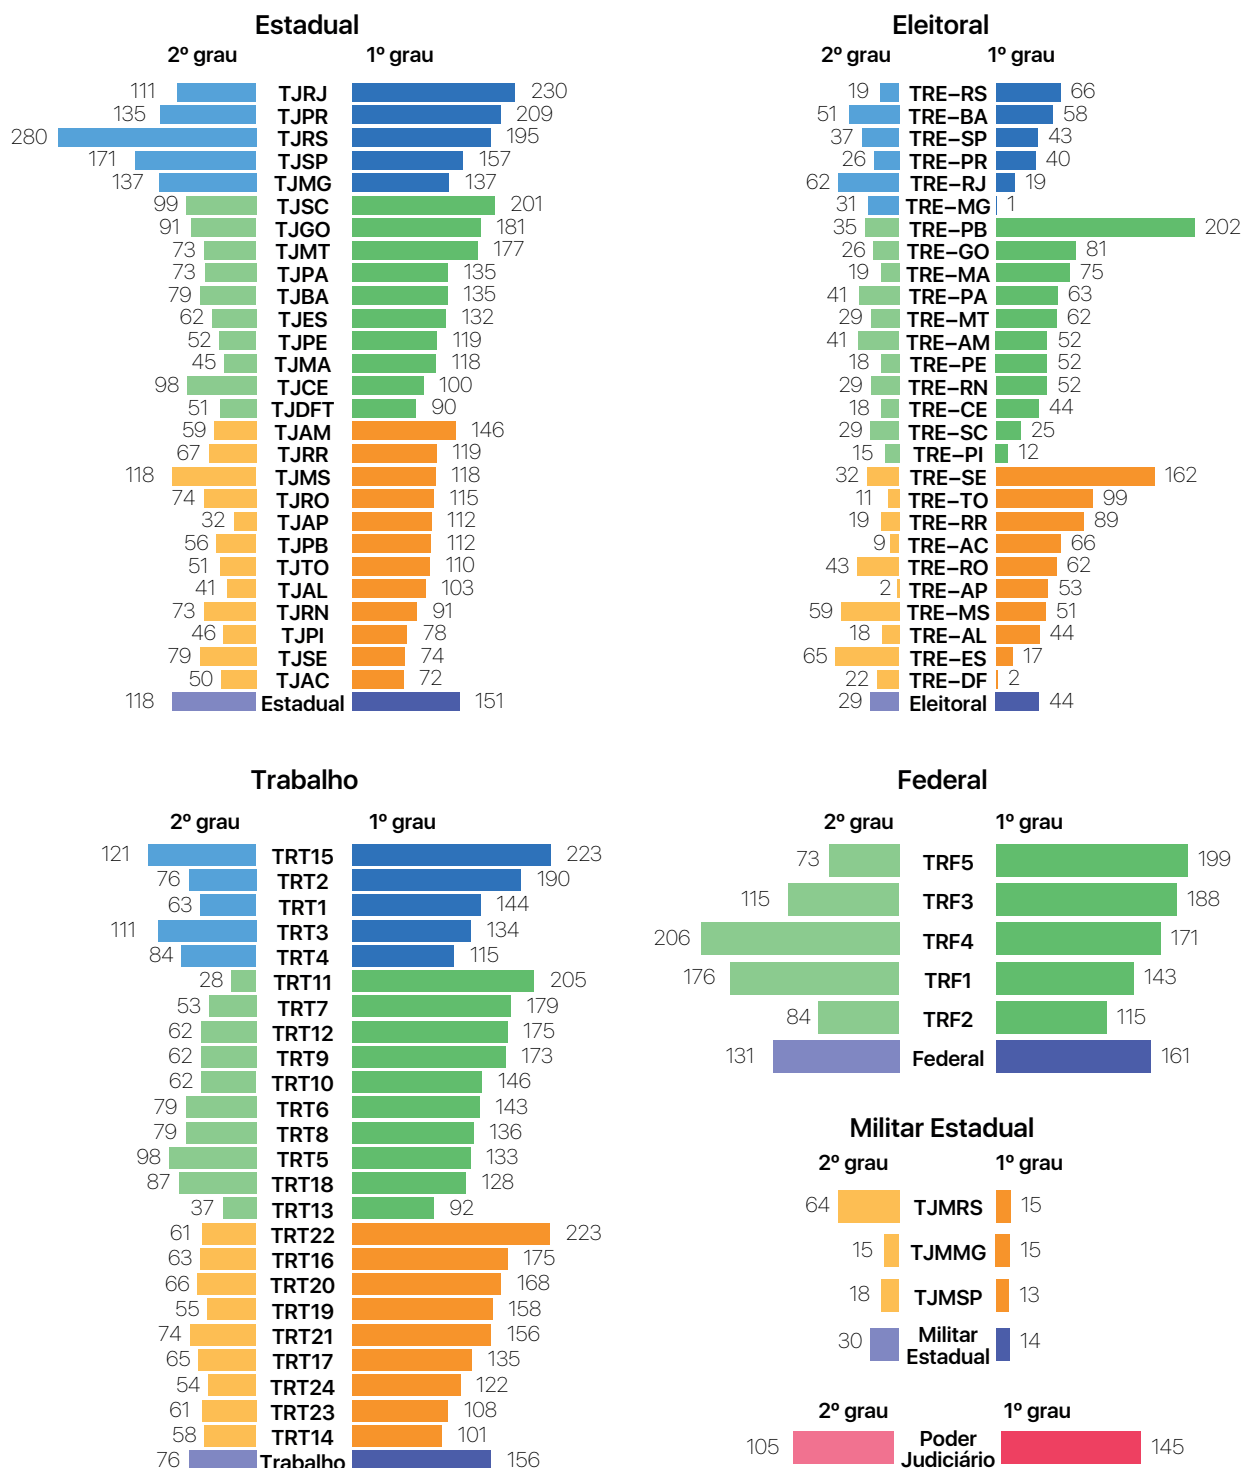 Estadual
2º grau 1º grau
111 TJRJ 230
135 TJPR 209
280 TJRS 195
171 TJSP 157
137 TJMG 137
99 TJSC 201
91 TJGO 181
73 TJMT 177
73 TJPA 135
79 TJBA 135
62 TJES 132
52 TJPE 119
45 TJMA 118
98 TJCE 100
51 TJDFT 90
59 TJAM 146
67 TJRR 119
118 TJMS 118
74 TJRO 115
32 TJAP 112
56 TJPB 112
51 TJTO 110
41 TJAL 103
73 TJRN 91
46 TJPI 78
79 TJSE 74
50 TJAC 72
118 Estadual 151
Eleitoral
2º grau 1º grau
19 TRE–RS 66
51 TRE–BA 58
37 TRE–SP 43
26 TRE–PR 40
62 TRE–RJ 19
31 TRE–MG 1
35 TRE–PB 202
26 TRE–GO 81
19 TRE–MA 75
41 TRE–PA 63
29 TRE–MT 62
41 TRE–AM 52
18 TRE–PE 52
29 TRE–RN 52
18 TRE–CE 44
29 TRE–SC 25
15 TRE–PI 12
32 TRE–SE 162
11 TRE–TO 99
19 TRE–RR 89
9 TRE–AC 66
43 TRE–RO 62
2 TRE–AP 53
59 TRE–MS 51
18 TRE–AL 44
65 TRE–ES 17
22 TRE–DF 2
29 Eleitoral 44
Trabalho
2º grau 1º grau
121 TRT15 223
76 TRT2 190
63 TRT1 144
111 TRT3 134
84 TRT4 115
28 TRT11 205
53 TRT7 179
62 TRT12 175
62 TRT9 173
62 TRT10 146
79 TRT6 143
79 TRT8 136
98 TRT5 133
87 TRT18 128
37 TRT13 92
61 TRT22 223
63 TRT16 175
66 TRT20 168
55 TRT19 158
74 TRT21 156
65 TRT17 135
54 TRT24 122
61 TRT23 108
58 TRT14 101
76 Trabalho 156
Federal
2º grau 1º grau
73 TRF5 199
115 TRF3 188
206 TRF4 171
176 TRF1 143
84 TRF2 115
131 Federal 161
Militar Estadual
2º grau 1º grau
64 TJMRS 15
15 TJMMG 15
18 TJMSP 13
30 Militar 14
Estadual
2º grau 1º grau
105 Poder 145
Judiciário